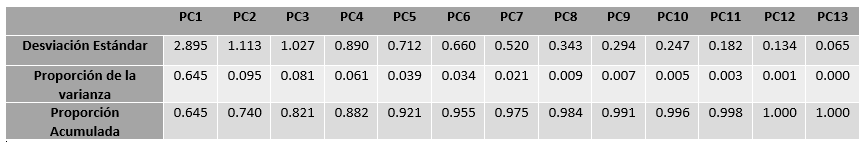 PC1 PC2 PC3 PC4 PC5 PC6 PC7 PC8 PC9 PC10 PC11 PC12 PC13
Desviación Estándar 2.895 1.113 1.027 0.890 0.712 0.660 0.520 0.343 0.294 0.247 0.182 0.134 0.065
Proporción de la varianza 0.645 0.095 0.081 0.061 0.039 0.034 0.021 0.009 0.007 0.005 0.003 0.001 0.000
Proporción Acumulada 0.645 0.740 0.821 0.882 0.921 0.955 0.975 0.984 0.991 0.996 0.998 1.000 1.000